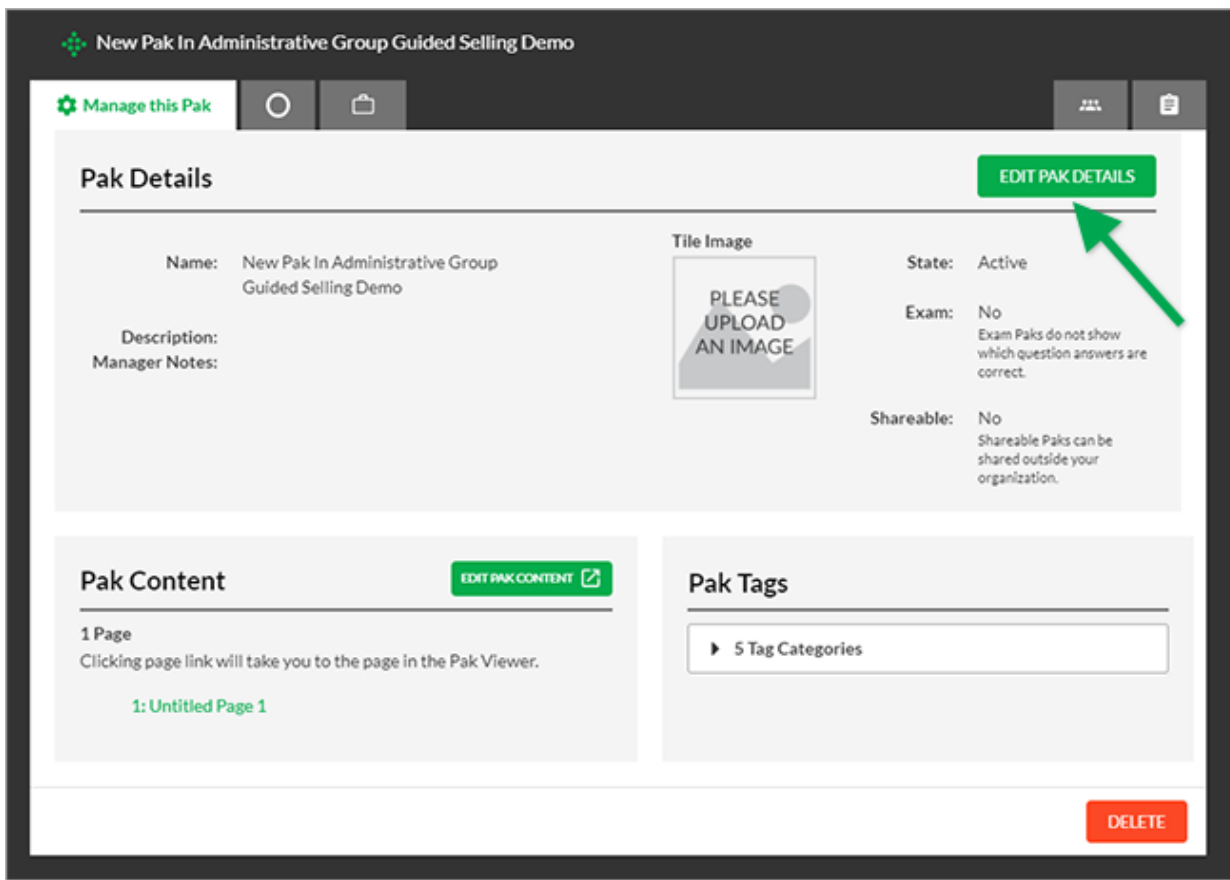 New Pak In Administrative Group Guided Selling Demo
Manage this Pak
Pak Details
EDIT PAK DETAILS
Name: New Pak In Administrative Group
Guided Selling Demo
Description:
Manager Notes:
Tile Image
PLEASE
UPLOAD
AN IMAGE
State: Active
Exam: No
Exam Paks do not show
which question answers are
correct.
Shareable: No
Shareable Paks can be
shared outside your
organization.
Pak Content
EDIT PAK CONTENT
1 Page
Clicking page link will take you to the page in the Pak Viewer.
1: Untitled Page 1
Pak Tags
5 Tag Categories
DELETE